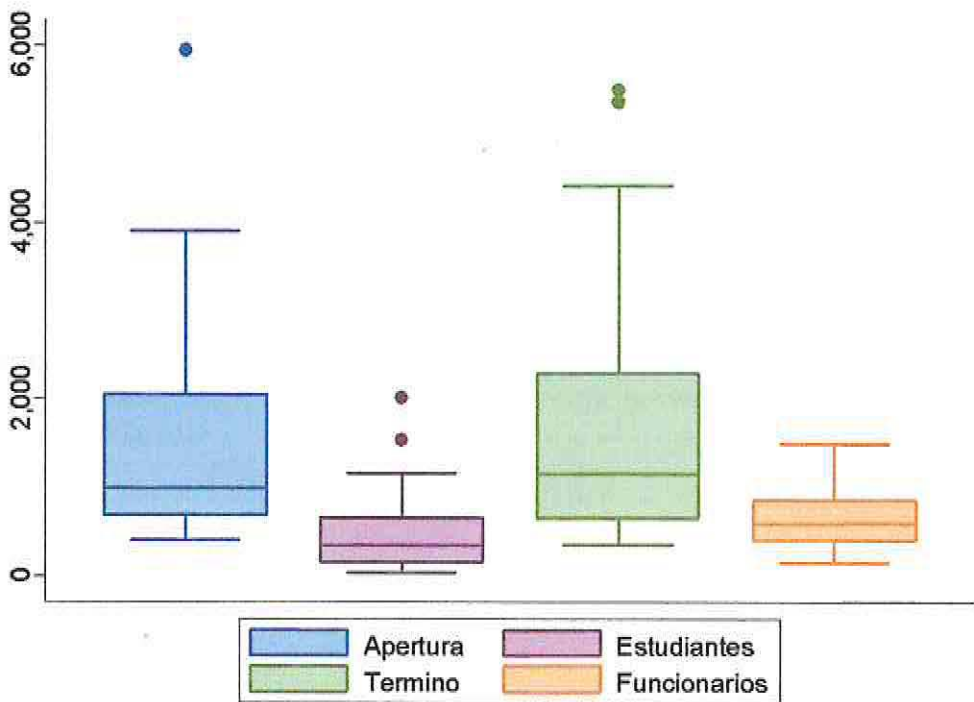 6,000
4,000
2,000
0
Apertura
Estudiantes
Termino
Funcionarios